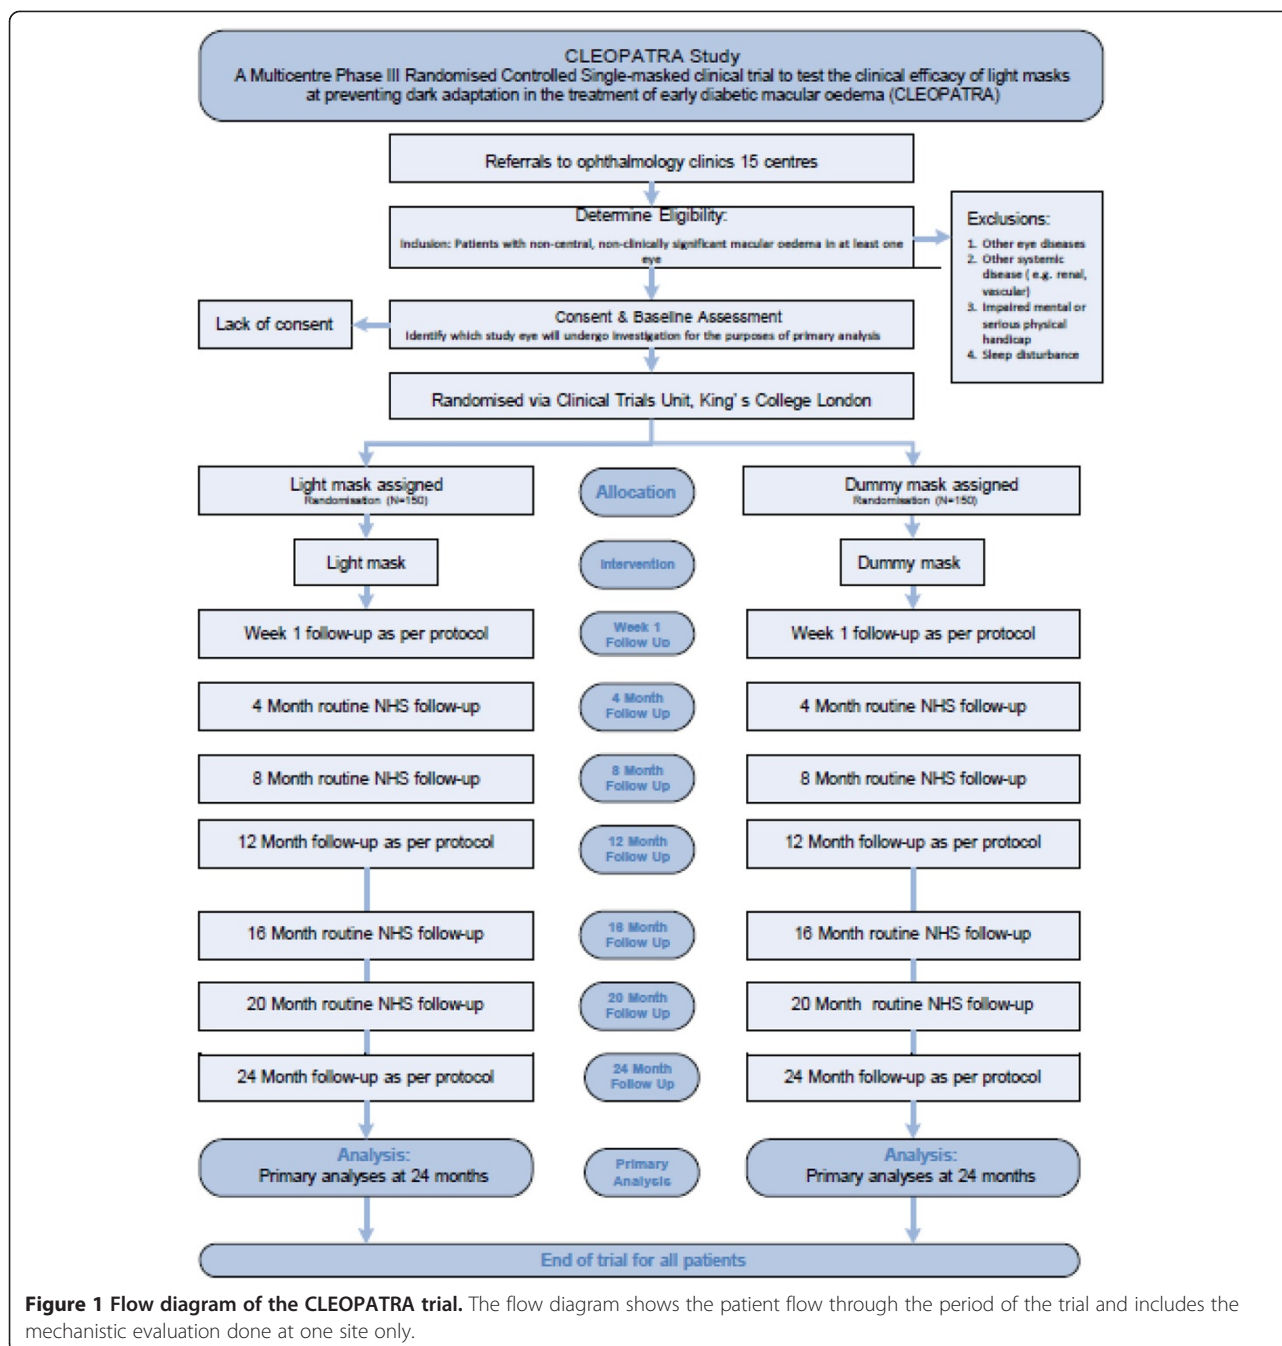 CLEOPATRA Study
A Multicentre Phase III Randomised Controlled Single-masked clinical trial to test the clinical efficacy of light masks
at preventing dark adaptation in the treatment of early diabetic macular oedema (CLEOPATRA)
Referrals to ophthalmology clinics 15 centres
Determine Eligibility:
Inclusion: Patients with non-central, non-clinically significant macular oedema in at least one
eye
Exclusions:
1. Other eye diseases
2. Other systemic
disease ( e.g. renal,
vascular)
3. Impaired mental or
serious physical
handicap
4. Sleep disturbance
Lack of consent
Consent & Baseline Assessment
Identify which study eye will undergo investigation for the purposes of primary analysis
Randomised via Clinical Trials Unit, King's College London
Light mask assigned
Randomisation (N=150)
Allocation
Dummy mask assigned
Randomisation (N=150)
Light mask
Intervention
Dummy mask
Week 1 follow-up as per protocol
Week 1
Follow Up
Week 1 follow-up as per protocol
4 Month routine NHS follow-up
4 Month
Follow Up
4 Month routine NHS follow-up
8 Month routine NHS follow-up
8 Month
Follow Up
8 Month routine NHS follow-up
12 Month follow-up as per protocol
12 Month
Follow Up
12 Month follow-up as per protocol
16 Month routine NHS follow-up
16 Month
Follow Up
16 Month routine NHS follow-up
20 Month routine NHS follow-up
20 Month
Follow Up
20 Month routine NHS follow-up
24 Month follow-up as per protocol
24 Month
Follow Up
24 Month follow-up as per protocol
Analysis:
Primary analyses at 24 months
Primary
Analysis
Analysis:
Primary analyses at 24 months
End of trial for all patients
Figure 1 Flow diagram of the CLEOPATRA trial. The flow diagram shows the patient flow through the period of the trial and includes the
mechanistic evaluation done at one site only.